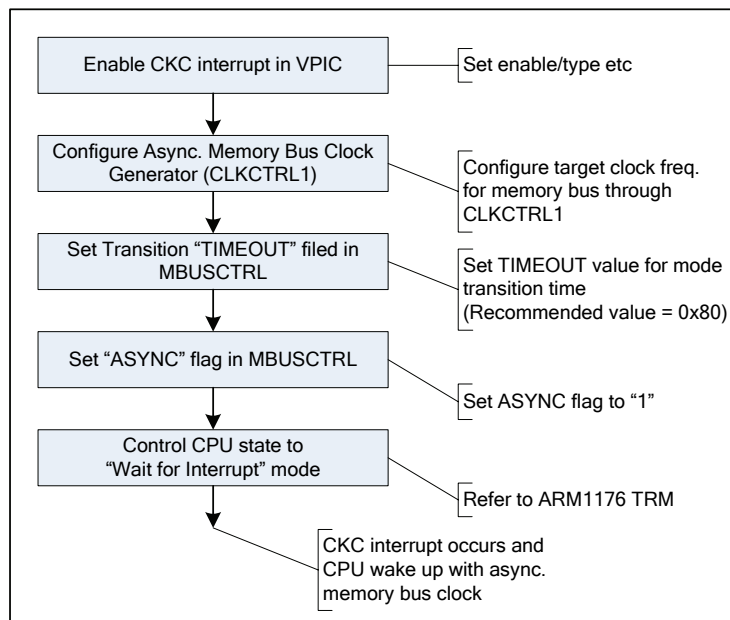 Enable CKC interrupt in VPIC
Set enable/type etc
Configure Async. Memory Bus Clock
Generator (CLKCTRL1)
Configure target clock freq.
for memory bus through
CLKCTRL1
Set Transition “TIMEOUT” filed in
MBUSCTRL
Set TIMEOUT value for mode
transition time
(Recommended value = 0x80)
Set “ASYNC” flag in MBUSCTRL
Set ASYNC flag to “1”
Control CPU state to
“Wait for Interrupt” mode
Refer to ARM1176 TRM
CKC interrupt occurs and
CPU wake up with async.
memory bus clock